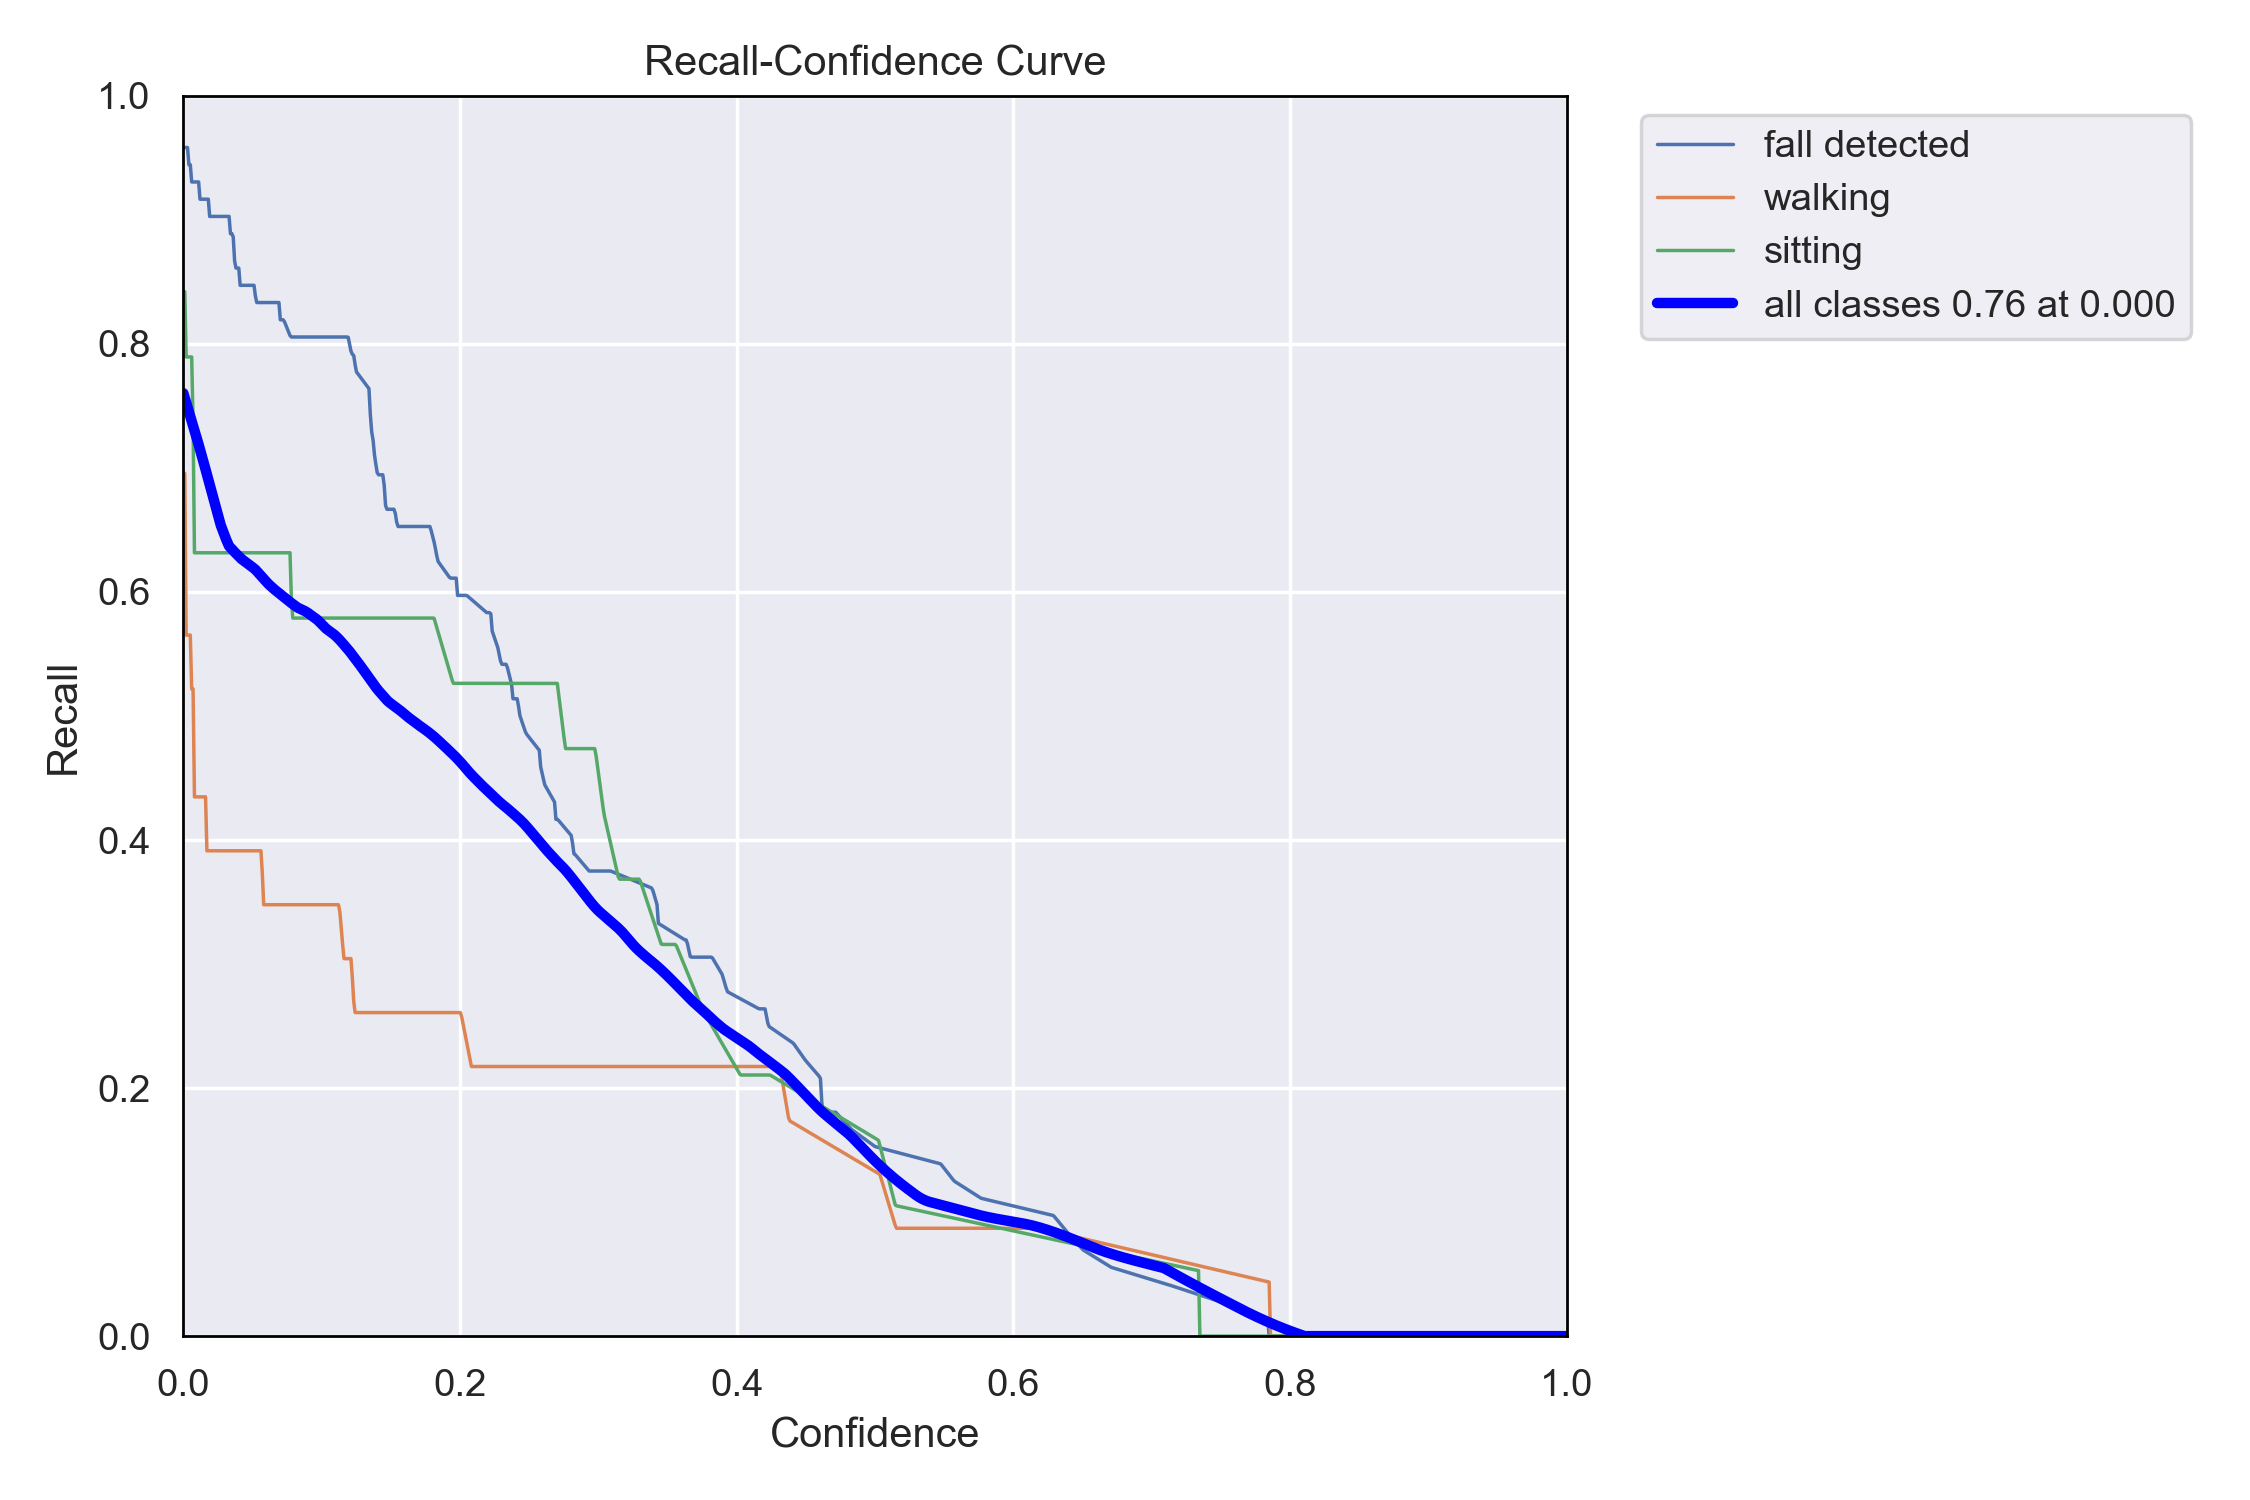 Recall-Confidence Curve
1.0
0.8
0.6
0.4
0.2
0.0
Recall
0.0 0.2 0.4 0.6 0.8 1.0
Confidence
fall detected
walking
sitting
all classes 0.76 at 0.000